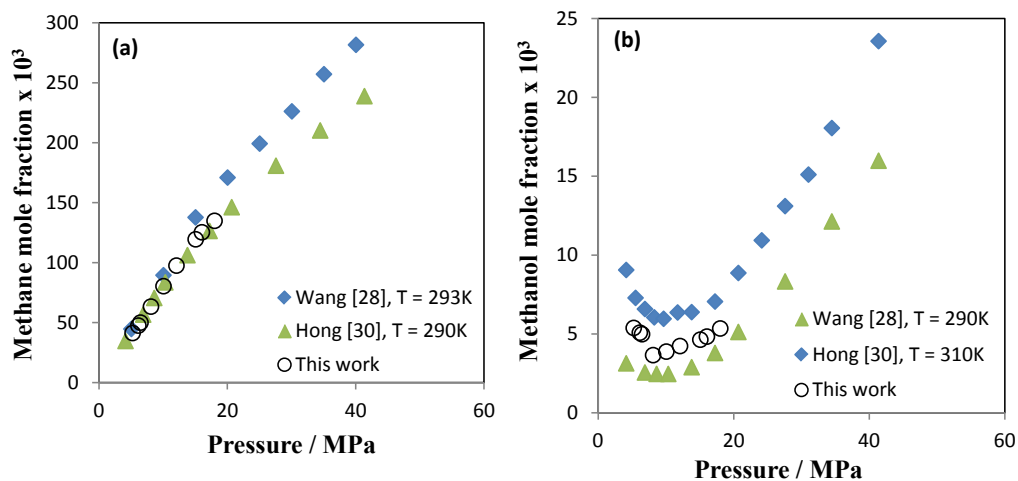 (a)
Methane mole fraction x 10³
300
250
200
150
100
50
0
0 20 40 60
Pressure / MPa
Wang [28], T = 293K
Hong [30], T = 290K
This work
(b)
Methanol mole fraction x 10³
25
20
15
10
5
0
0 20 40 60
Pressure / MPa
Wang [28], T = 290K
Hong [30], T = 310K
This work